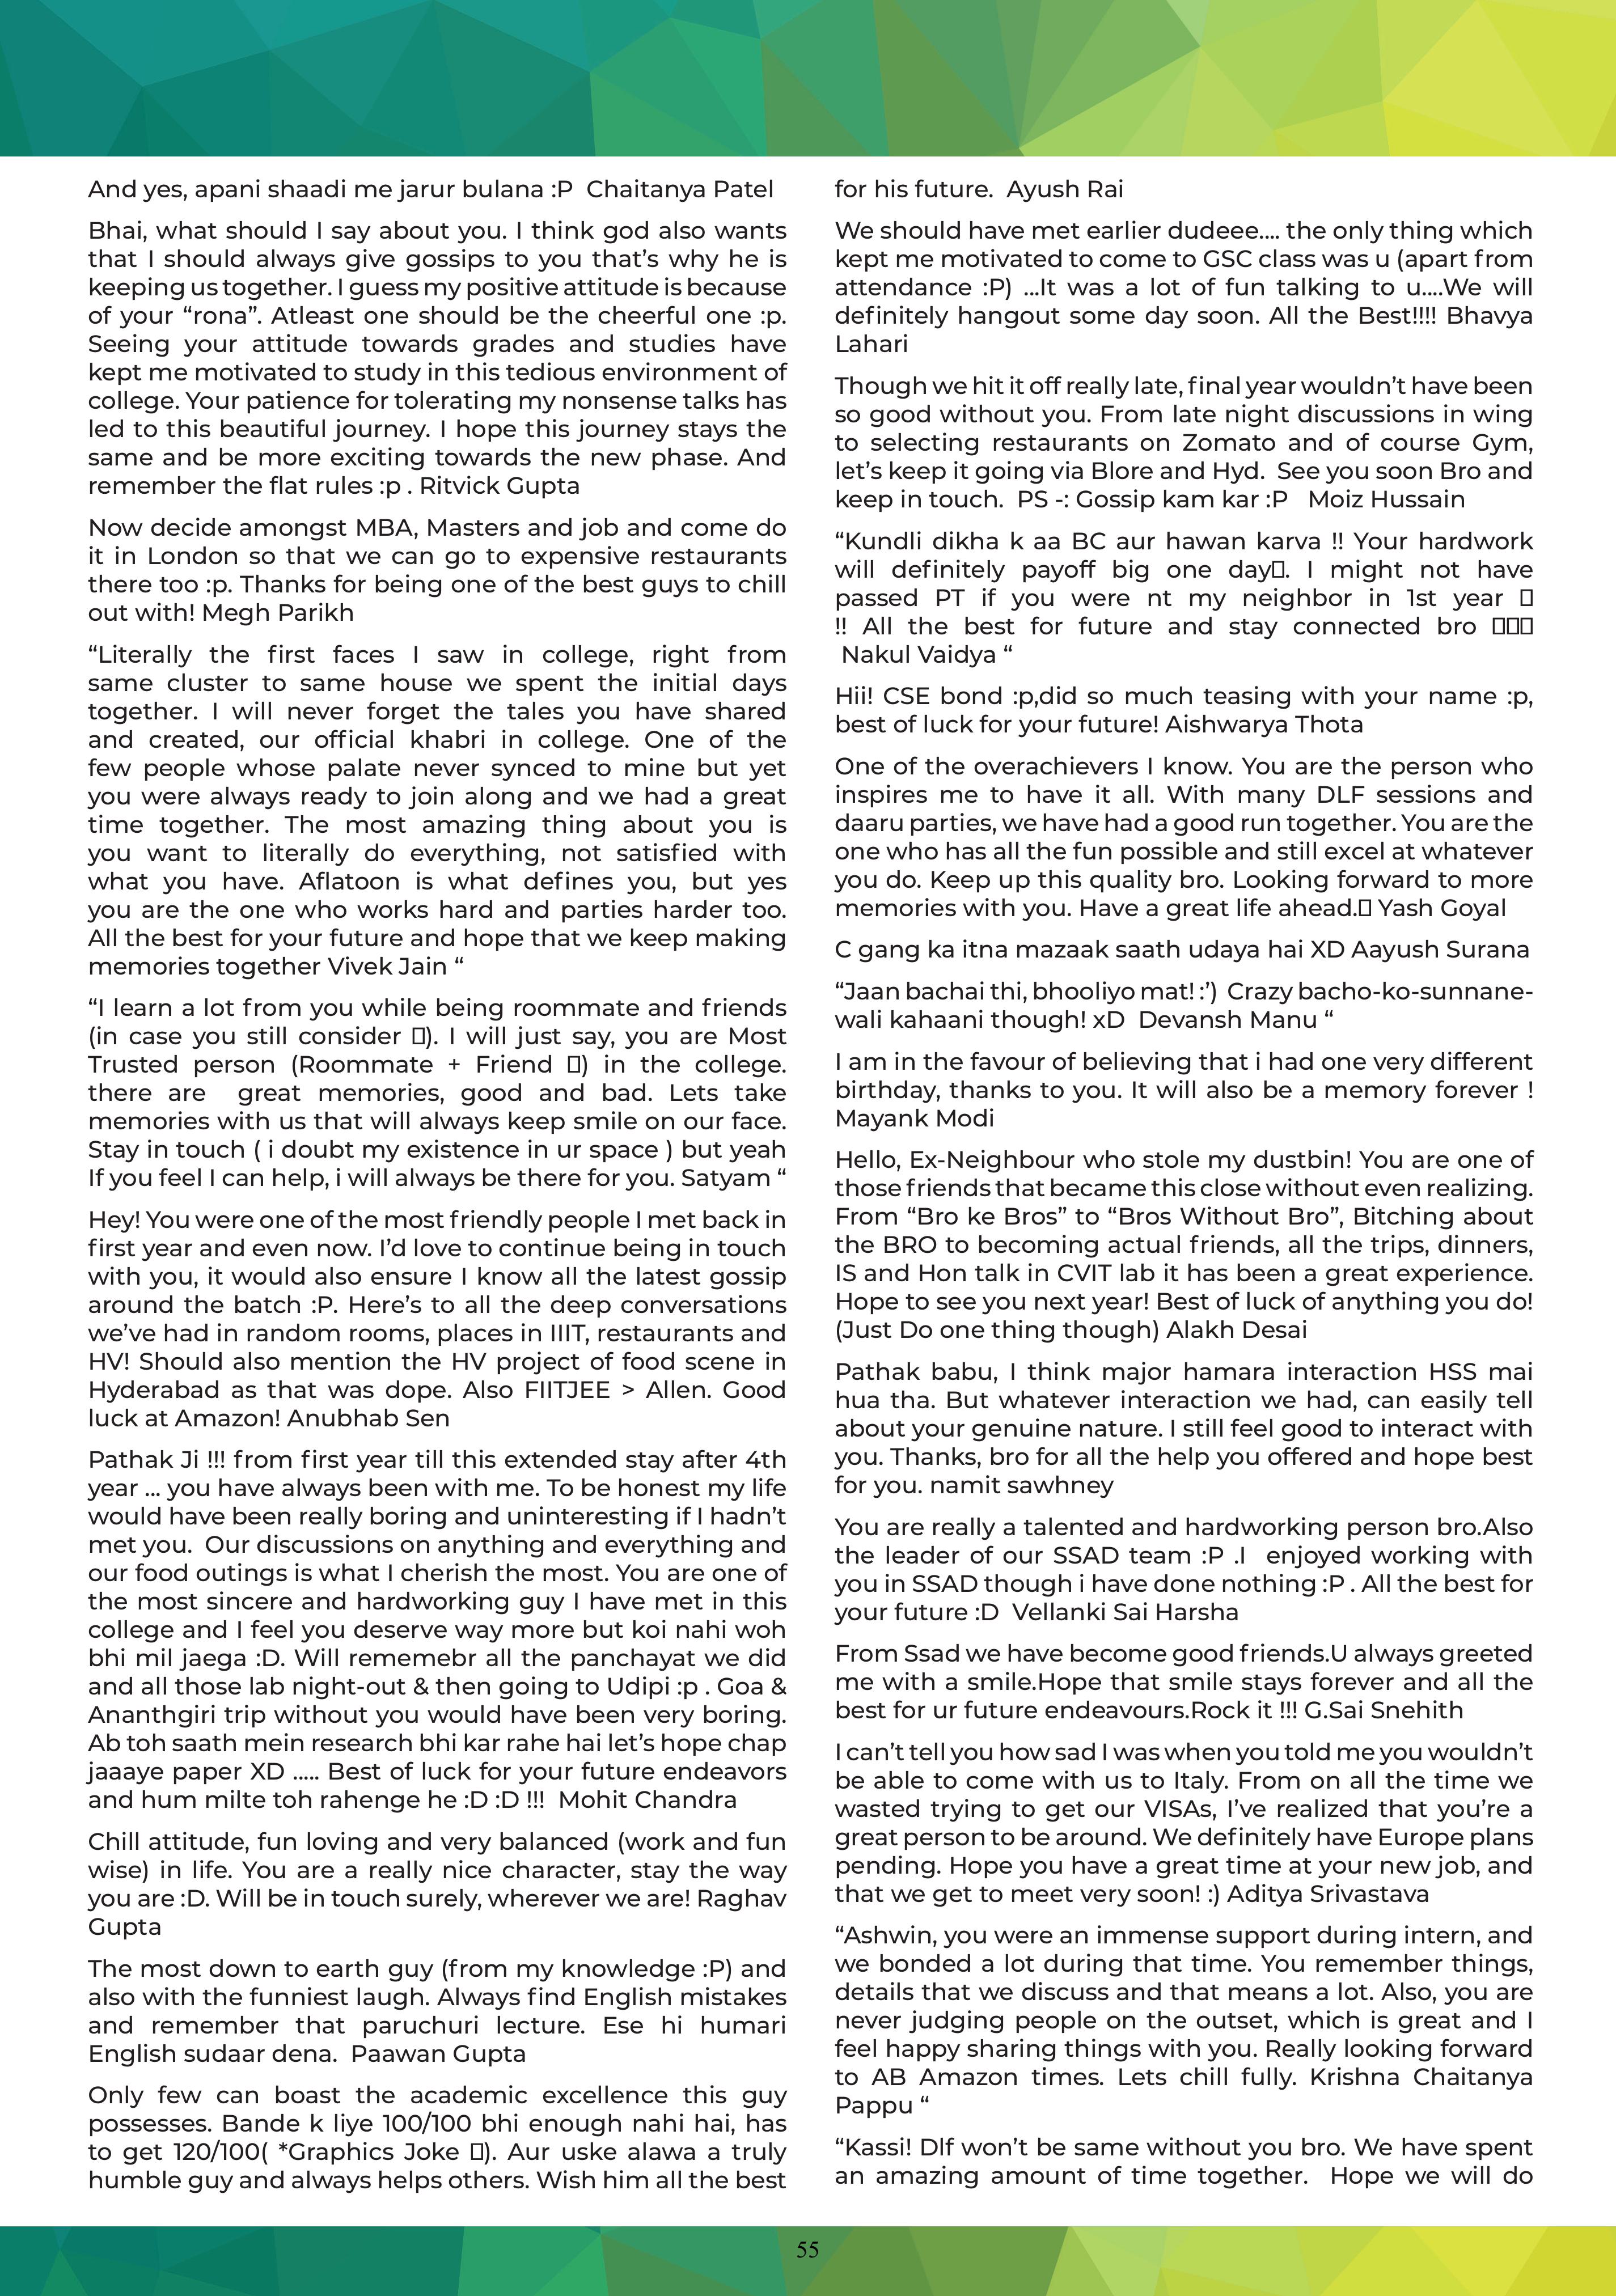 And yes, apani shaadi me jarur bulana :P  Chaitanya Patel
Bhai, what should I say about you. I think god also wants
that I should always give gossips to you that’s why he is
keeping us together. I guess my positive attitude is because
of your “rona”. Atleast one should be the cheerful one :p.
Seeing your attitude towards grades and studies have
kept me motivated to study in this tedious environment of
college. Your patience for tolerating my nonsense talks has
led to this beautiful journey. I hope this journey stays the
same and be more exciting towards the new phase. And
remember the flat rules :p . Ritvick Gupta
Now decide amongst MBA, Masters and job and come do
it in London so that we can go to expensive restaurants
there too :p. Thanks for being one of the best guys to chill
out with! Megh Parikh
“Literally the first faces I saw in college, right from
same cluster to same house we spent the initial days
together. I will never forget the tales you have shared
and created, our official khabri in college. One of the
few people whose palate never synced to mine but yet
you were always ready to join along and we had a great
time together. The most amazing thing about you is
you want to literally do everything, not satisfied with
what you have. Aflatoon is what defines you, but yes
you are the one who works hard and parties harder too.
All the best for your future and hope that we keep making
memories together Vivek Jain “
“I learn a lot from you while being roommate and friends
(in case you still consider ▯). I will just say, you are Most
Trusted person (Roommate + Friend ▯) in the college.
there are  great memories, good and bad. Lets take
memories with us that will always keep smile on our face.
Stay in touch ( i doubt my existence in ur space ) but yeah
If you feel I can help, i will always be there for you. Satyam “
Hey! You were one of the most friendly people I met back in
first year and even now. I’d love to continue being in touch
with you, it would also ensure I know all the latest gossip
around the batch :P. Here’s to all the deep conversations
we’ve had in random rooms, places in IIIT, restaurants and
HV! Should also mention the HV project of food scene in
Hyderabad as that was dope. Also FIITJEE > Allen. Good
luck at Amazon! Anubhab Sen
Pathak Ji !!! from first year till this extended stay after 4th
year ... you have always been with me. To be honest my life
would have been really boring and uninteresting if I hadn’t
met you.  Our discussions on anything and everything and
our food outings is what I cherish the most. You are one of
the most sincere and hardworking guy I have met in this
college and I feel you deserve way more but koi nahi woh
bhi mil jaega :D. Will rememebr all the panchayat we did
and all those lab night-out & then going to Udipi :p . Goa &
Ananthgiri trip without you would have been very boring.
Ab toh saath mein research bhi kar rahe hai let’s hope chap
jaaaye paper XD ..... Best of luck for your future endeavors
and hum milte toh rahenge he :D :D !!!  Mohit Chandra
Chill attitude, fun loving and very balanced (work and fun
wise) in life. You are a really nice character, stay the way
you are :D. Will be in touch surely, wherever we are! Raghav
Gupta
The most down to earth guy (from my knowledge :P) and
also with the funniest laugh. Always find English mistakes
and remember that paruchuri lecture. Ese hi humari
English sudaar dena.  Paawan Gupta
Only few can boast the academic excellence this guy
possesses. Bande k liye 100/100 bhi enough nahi hai, has
to get 120/100( *Graphics Joke ▯). Aur uske alawa a truly
humble guy and always helps others. Wish him all the best
for his future.  Ayush Rai
We should have met earlier dudeee.... the only thing which
kept me motivated to come to GSC class was u (apart from
attendance :P) ...It was a lot of fun talking to u....We will
definitely hangout some day soon. All the Best!!!! Bhavya
Lahari
Though we hit it off really late, final year wouldn’t have been
so good without you. From late night discussions in wing
to selecting restaurants on Zomato and of course Gym,
let’s keep it going via Blore and Hyd.  See you soon Bro and
keep in touch.  PS -: Gossip kam kar :P   Moiz Hussain
“Kundli dikha k aa BC aur hawan karva !! Your hardwork
will definitely payoff big one day▯. I might not have
passed PT if you were nt my neighbor in 1st year ▯
!! All the best for future and stay connected bro ▯▯▯
Nakul Vaidya “
Hii! CSE bond :p,did so much teasing with your name :p,
best of luck for your future! Aishwarya Thota
One of the overachievers I know. You are the person who
inspires me to have it all. With many DLF sessions and
daaru parties, we have had a good run together. You are the
one who has all the fun possible and still excel at whatever
you do. Keep up this quality bro. Looking forward to more
memories with you. Have a great life ahead.▯ Yash Goyal
C gang ka itna mazaak saath udaya hai XD Aayush Surana
“Jaan bachai thi, bhooliyo mat! :’)  Crazy bacho-ko-sunnane-
wali kahaani though! xD  Devansh Manu “
I am in the favour of believing that i had one very different
birthday, thanks to you. It will also be a memory forever !
Mayank Modi
Hello, Ex-Neighbour who stole my dustbin! You are one of
those friends that became this close without even realizing.
From “Bro ke Bros” to “Bros Without Bro”, Bitching about
the BRO to becoming actual friends, all the trips, dinners,
IS and Hon talk in CVIT lab it has been a great experience.
Hope to see you next year! Best of luck of anything you do!
(Just Do one thing though) Alakh Desai
Pathak babu, I think major hamara interaction HSS mai
hua tha. But whatever interaction we had, can easily tell
about your genuine nature. I still feel good to interact with
you. Thanks, bro for all the help you offered and hope best
for you. namit sawhney
You are really a talented and hardworking person bro.Also
the leader of our SSAD team :P .I  enjoyed working with
you in SSAD though i have done nothing :P . All the best for
your future :D  Vellanki Sai Harsha
From Ssad we have become good friends.U always greeted
me with a smile.Hope that smile stays forever and all the
best for ur future endeavours.Rock it !!! G.Sai Snehith
I can’t tell you how sad I was when you told me you wouldn’t
be able to come with us to Italy. From on all the time we
wasted trying to get our VISAs, I’ve realized that you’re a
great person to be around. We definitely have Europe plans
pending. Hope you have a great time at your new job, and
that we get to meet very soon! :) Aditya Srivastava
“Ashwin, you were an immense support during intern, and
we bonded a lot during that time. You remember things,
details that we discuss and that means a lot. Also, you are
never judging people on the outset, which is great and I
feel happy sharing things with you. Really looking forward
to AB Amazon times. Lets chill fully. Krishna Chaitanya
Pappu “
“Kassi! Dlf won’t be same without you bro. We have spent
an amazing amount of time together.  Hope we will do
55